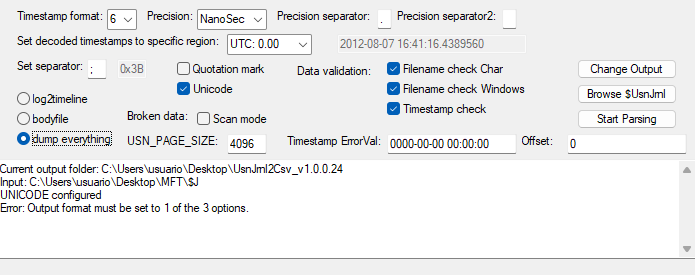 Timestamp format: 6 Precision: NanoSec Precision separator: . Precision separator2:
Set decoded timestamps to specific region: UTC: 0.00 2012-08-07 16:41:16.4389560
Set separator: ; 0x3B Quotation mark Data validation: Filename check Char Change Output
Unicode Filename check Windows Browse $UsnJrnl
log2timeline
bodyfile Broken data: Scan mode Timestamp check Start Parsing
dump everything USN_PAGE_SIZE: 4096 Timestamp ErrorVal: 0000-00-00 00:00:00 Offset: 0
Current output folder: C:\Users\usuario\Desktop\UsnJrnl2Csv_v1.0.0.24
Input: C:\Users\usuario\Desktop\MFT\$J
UNICODE configured
Error: Output format must be set to 1 of the 3 options.